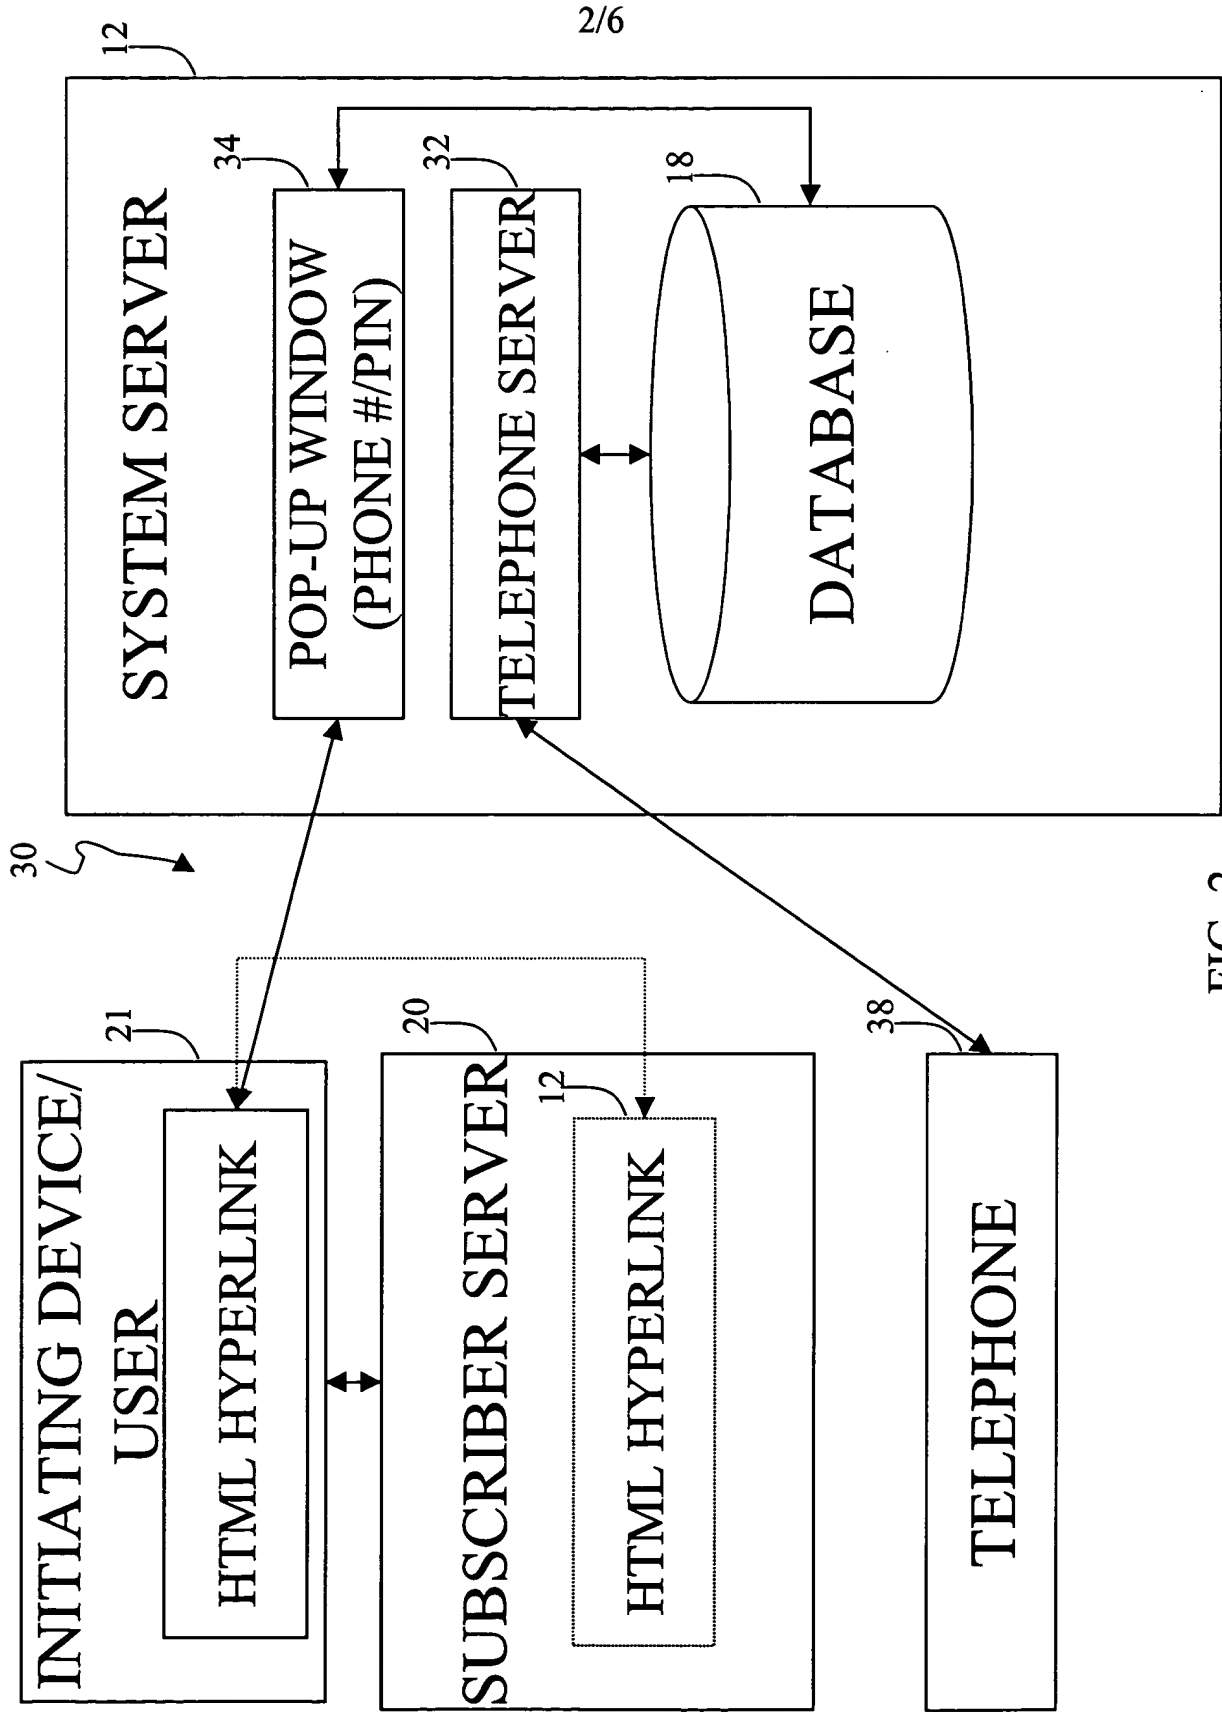 2/6
30
INITIATING DEVICE/
USER
21
HTML HYPERLINK
SUBSCRIBER SERVER
20
12
HTML HYPERLINK
TELEPHONE
38
SYSTEM SERVER
12
POP-UP WINDOW
(PHONE #/PIN)
34
TELEPHONE SERVER
32
18
DATABASE